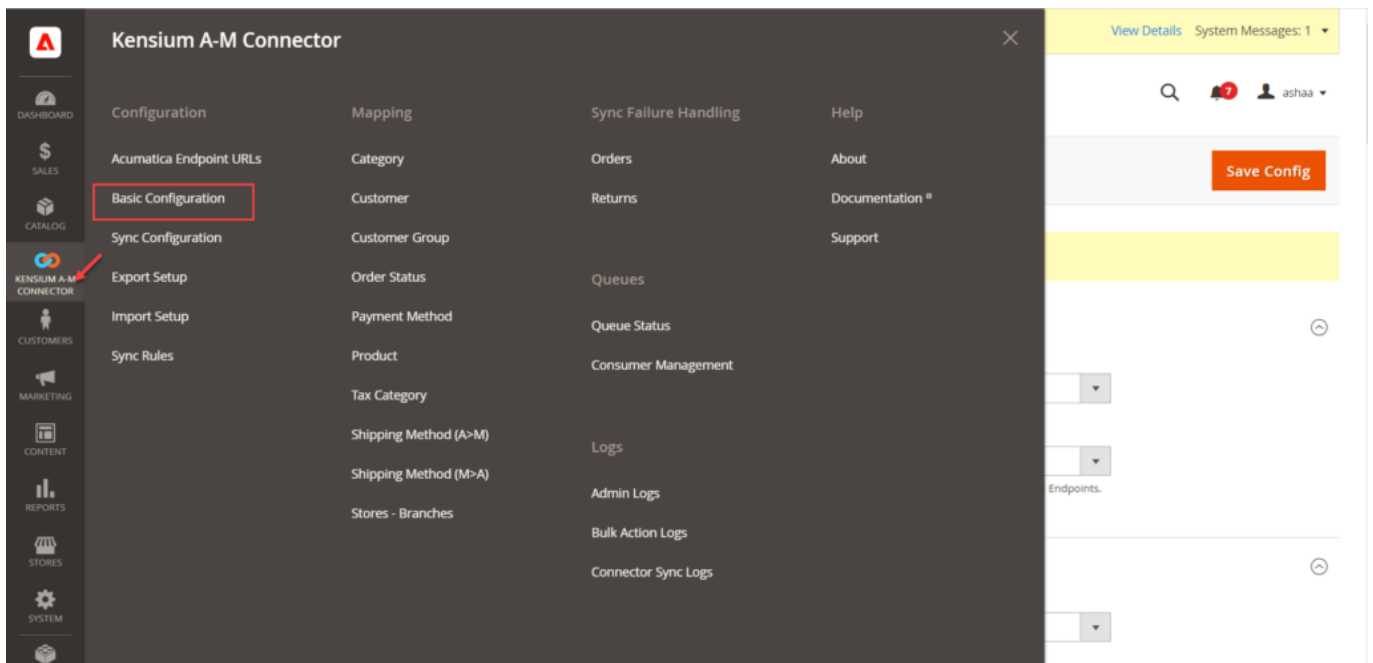 DASHBOARD
SALES
CATALOG
KENSIUM A-M
CONNECTOR
CUSTOMERS
MARKETING
CONTENT
REPORTS
STORES
SYSTEM
Kensium A-M Connector
Configuration
Acumatica Endpoint URLs
Basic Configuration
Sync Configuration
Export Setup
Import Setup
Sync Rules
Mapping
Category
Customer
Customer Group
Order Status
Payment Method
Product
Tax Category
Shipping Method (A>M)
Shipping Method (M>A)
Stores - Branches
Sync Failure Handling
Orders
Returns
Queues
Queue Status
Consumer Management
Logs
Admin Logs
Bulk Action Logs
Connector Sync Logs
Help
About
Documentation
Support
View Details System Messages: 1
7 ashaa
Save Config
Endpoints.